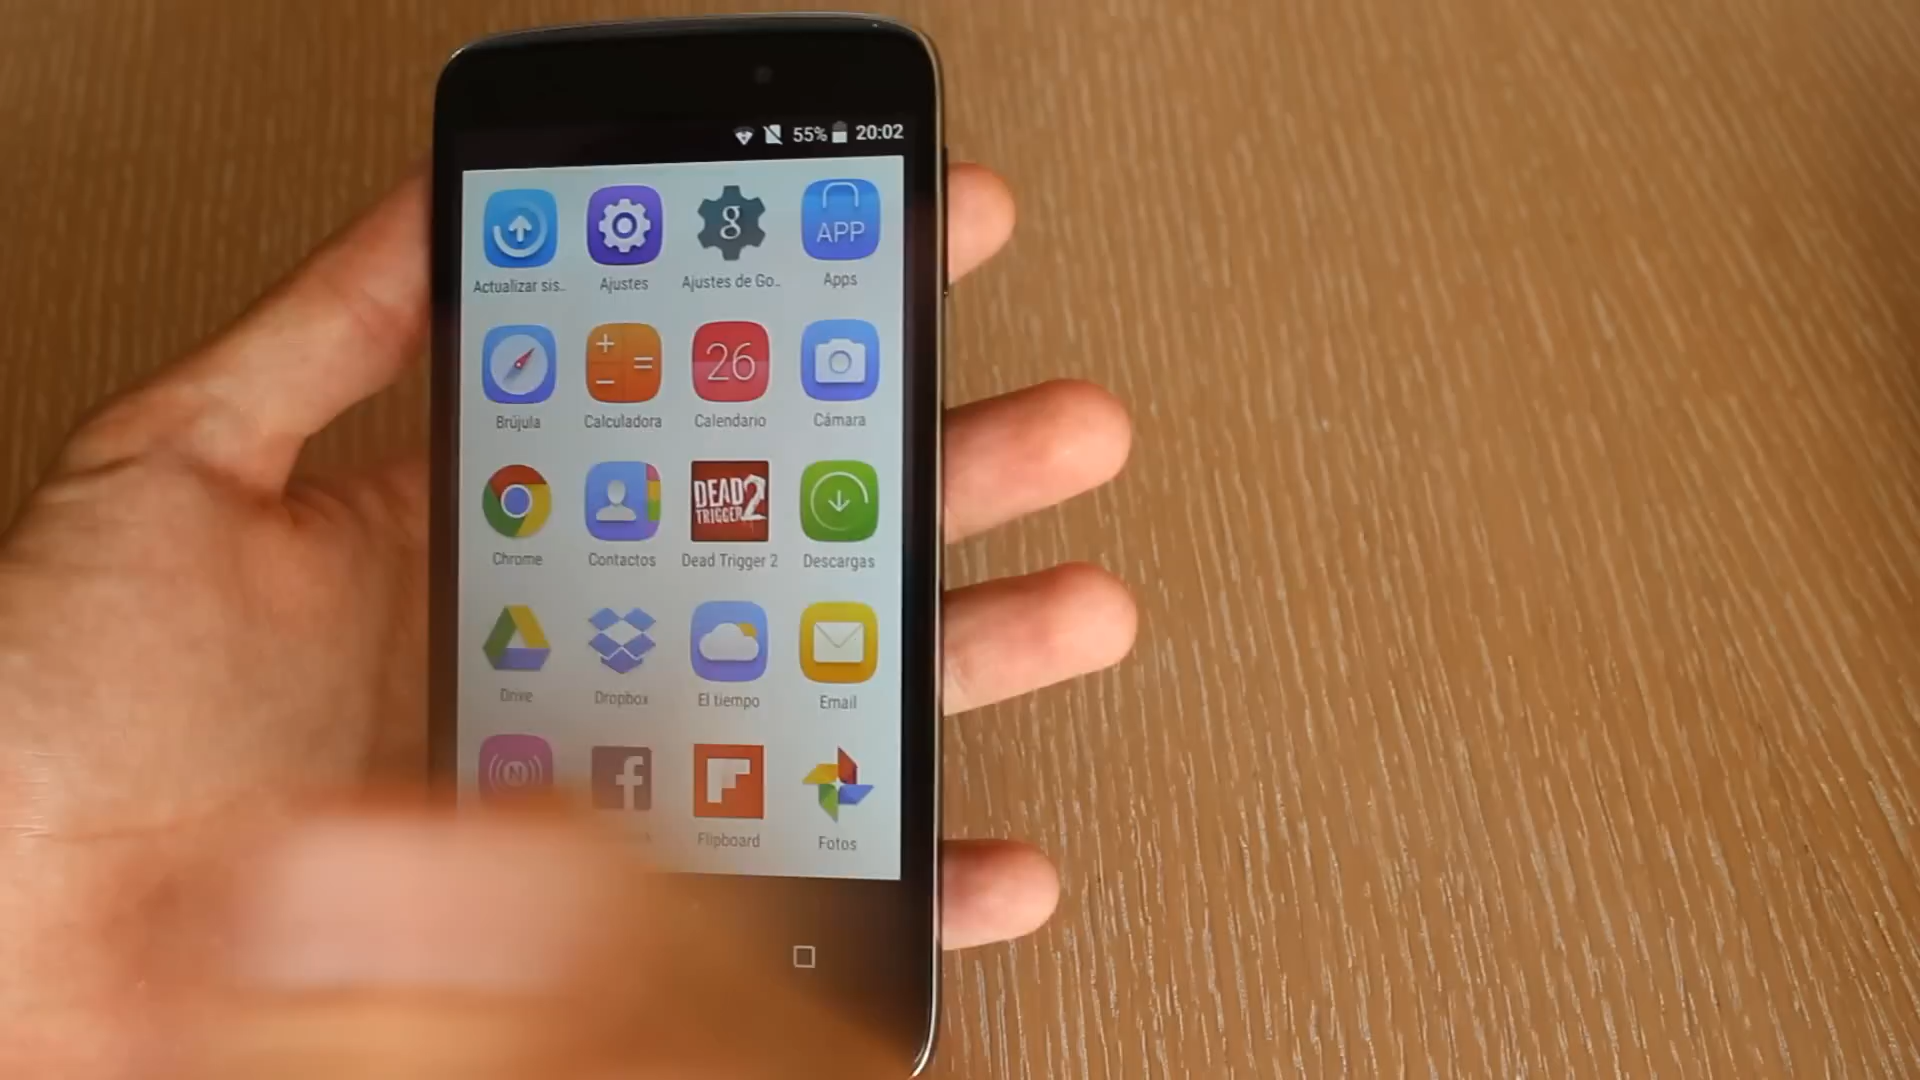 55% 20:02
g APP
Actualizar sis.. Ajustes Ajustes de Go.. Apps
+ = − 26
Brújula Calculadora Calendario Cámara
DEAD 2
TRIGGER
Chrome Contactos Dead Trigger 2 Descargas
Drive Dropbox El tiempo Email
N f F
Flipboard Fotos